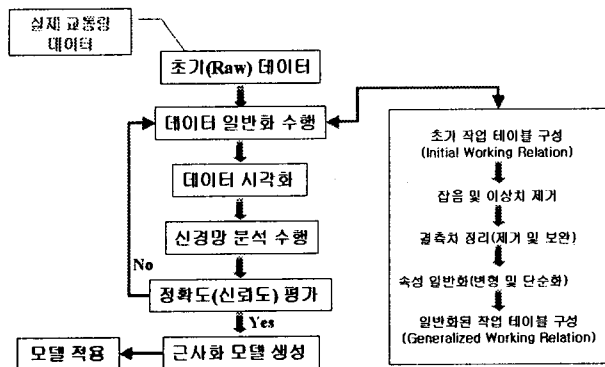 실제 교통량
데이터
초기(Raw) 데이터
데이터 일반화 수행
데이터 시각화
신경망 분석 수행
No
정확도(신뢰도) 평가
Yes
모델 적용
근사화 모델 생성
초기 작업 테이블 구성
(Initial Working Relation)
잡음 및 이상치 제거
결측차 정리(제거 및 보완)
속성 일반화(변형 및 단순화)
일반화된 작업 테이블 구성
(Generalized Working Relation)